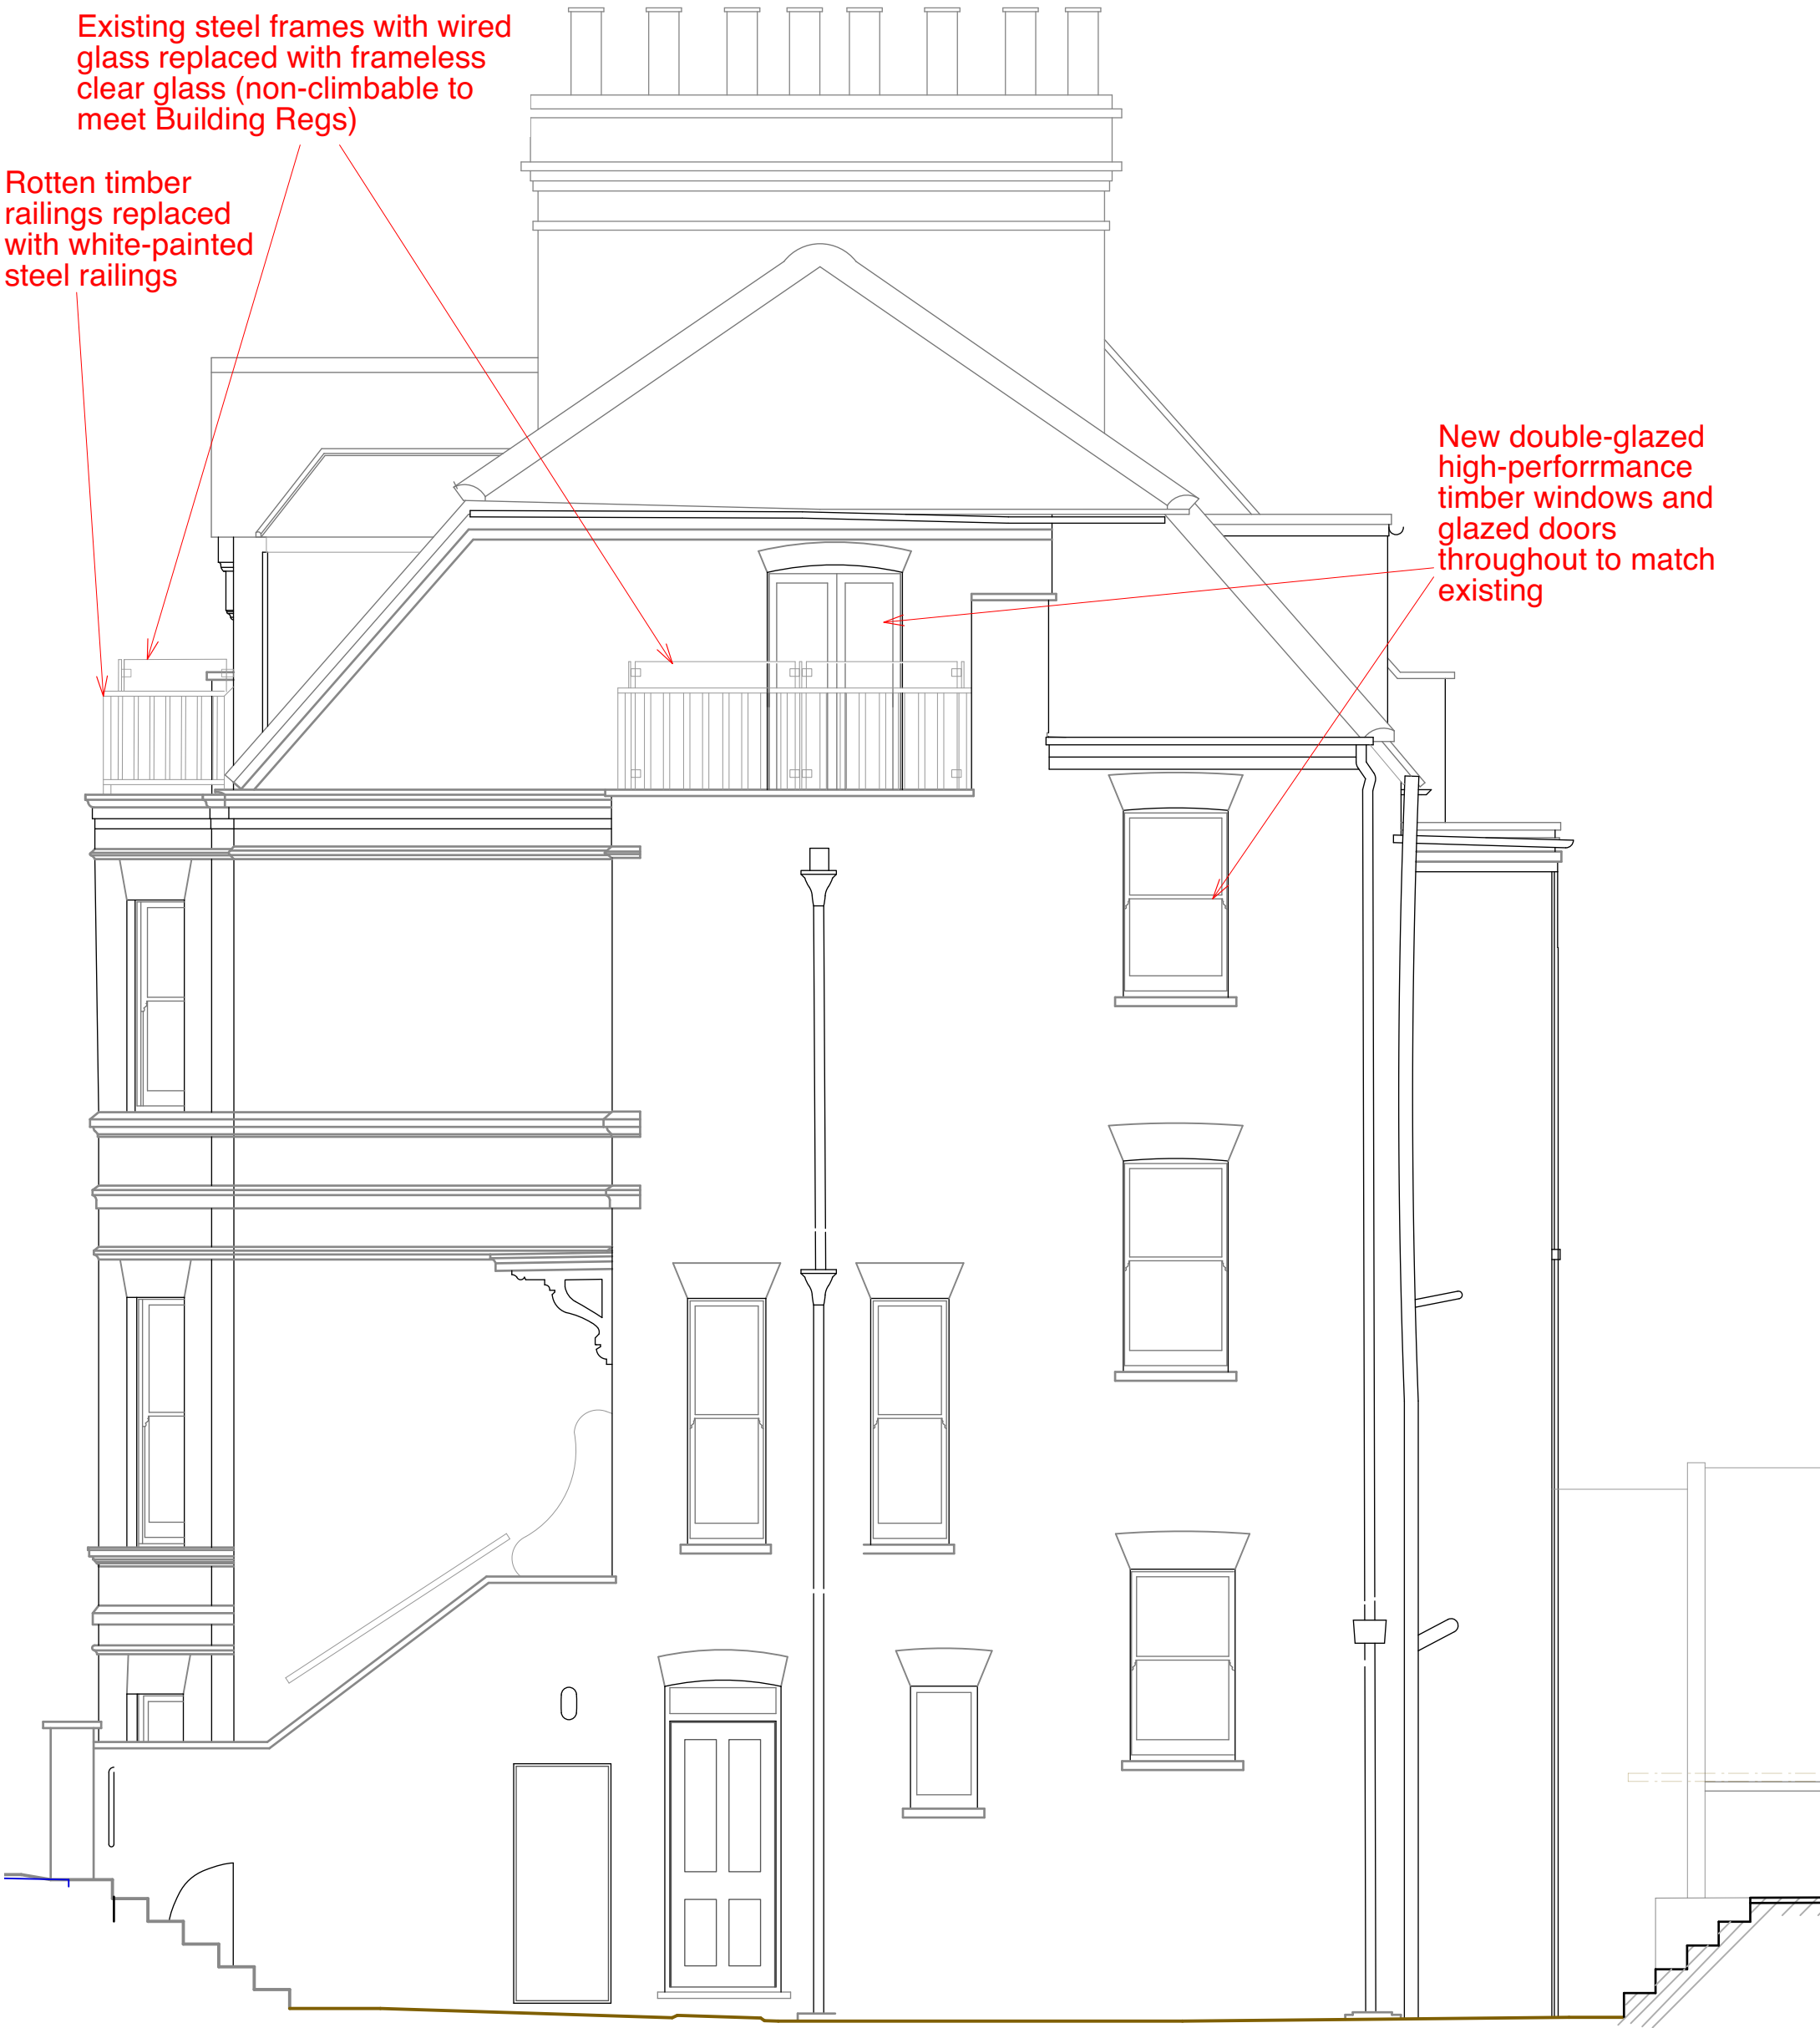 Existing steel frames with wired
glass replaced with frameless
clear glass (non-climbable to
meet Building Regs)
Rotten timber
railings replaced
with white-painted
steel railings
New double-glazed
high-perforrmance
timber windows and
glazed doors
throughout to match
existing